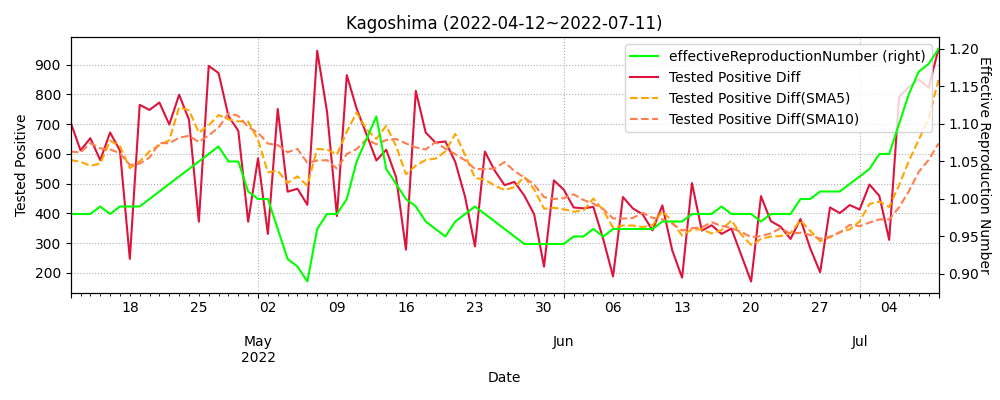 Kagoshima (2022-04-12~2022-07-11)
effectiveReproductionNumber (right)
Tested Positive Diff
Tested Positive Diff(SMA5)
Tested Positive Diff(SMA10)
Tested Positive
900
800
700
600
500
400
300
200
1.20
1.15
1.10
1.05
1.00
0.95
0.90
Effective Reproduction Number
18 25 02 09 16 23 30 06 13 20 27 04
May Jun Jul
2022
Date